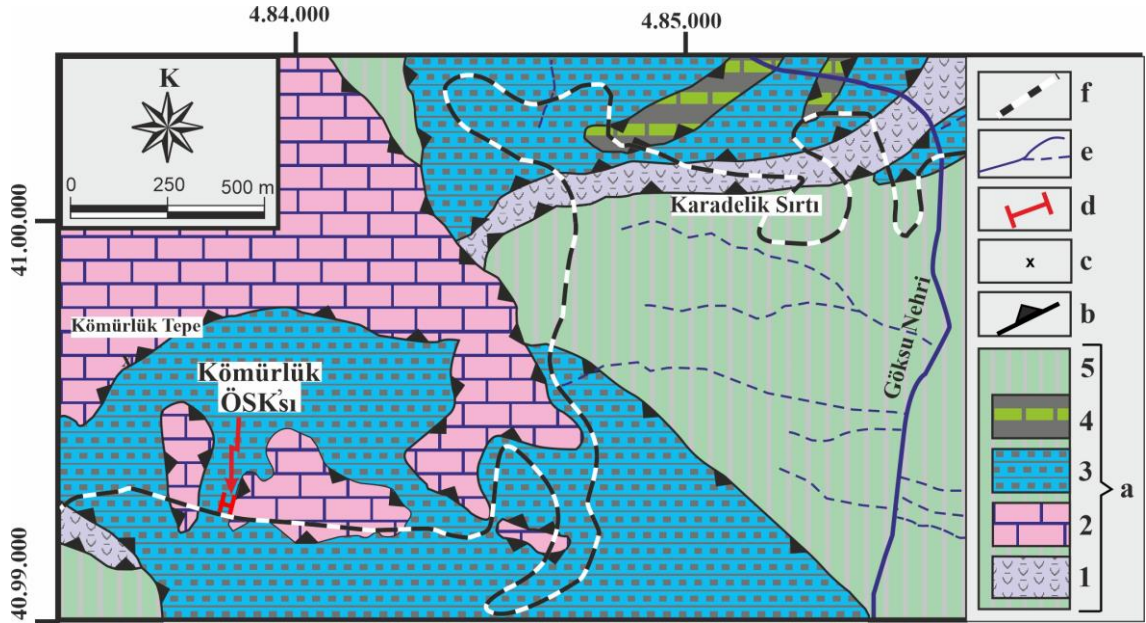 4.84.000
4.85.000
K
0 250 500 m
41.00.000
40.99.000
Karadelik Sırtı
Göksu Nehri
Kömürlük Tepe
Kömürlük
ÖSK'sı
f
e
d
x c
b
5
4
3
2
1
a